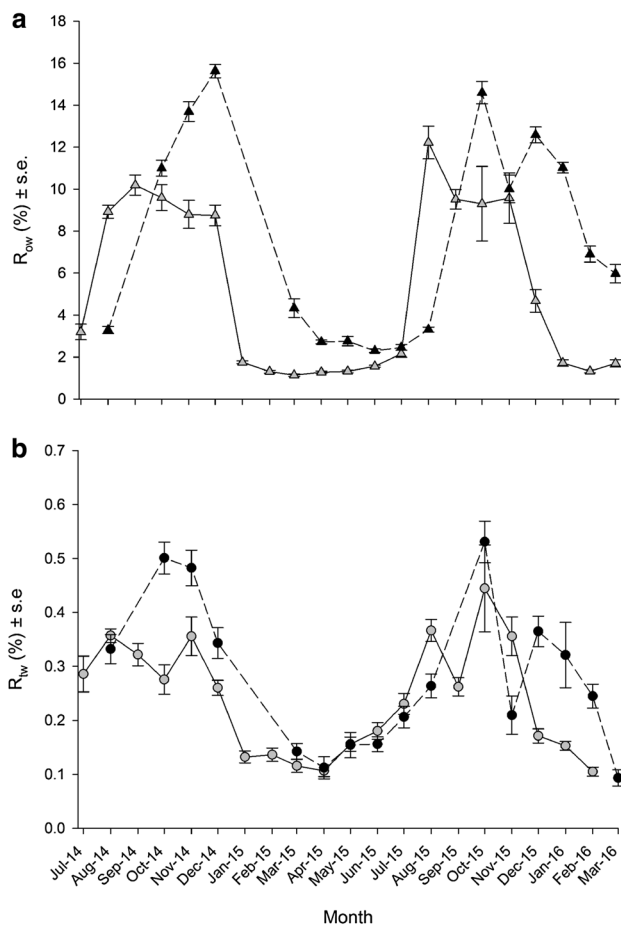 a
18
16
14
12
10
8
6
4
2
0
R_ow (%) ± s.e.
b
0.7
0.6
0.5
0.4
0.3
0.2
0.1
0.0
R_tw (%) ± s.e
Jul-14
Aug-14
Sep-14
Oct-14
Nov-14
Dec-14
Jan-15
Feb-15
Mar-15
Apr-15
May-15
Jun-15
Jul-15
Aug-15
Sep-15
Oct-15
Nov-15
Dec-15
Jan-16
Feb-16
Mar-16
Month